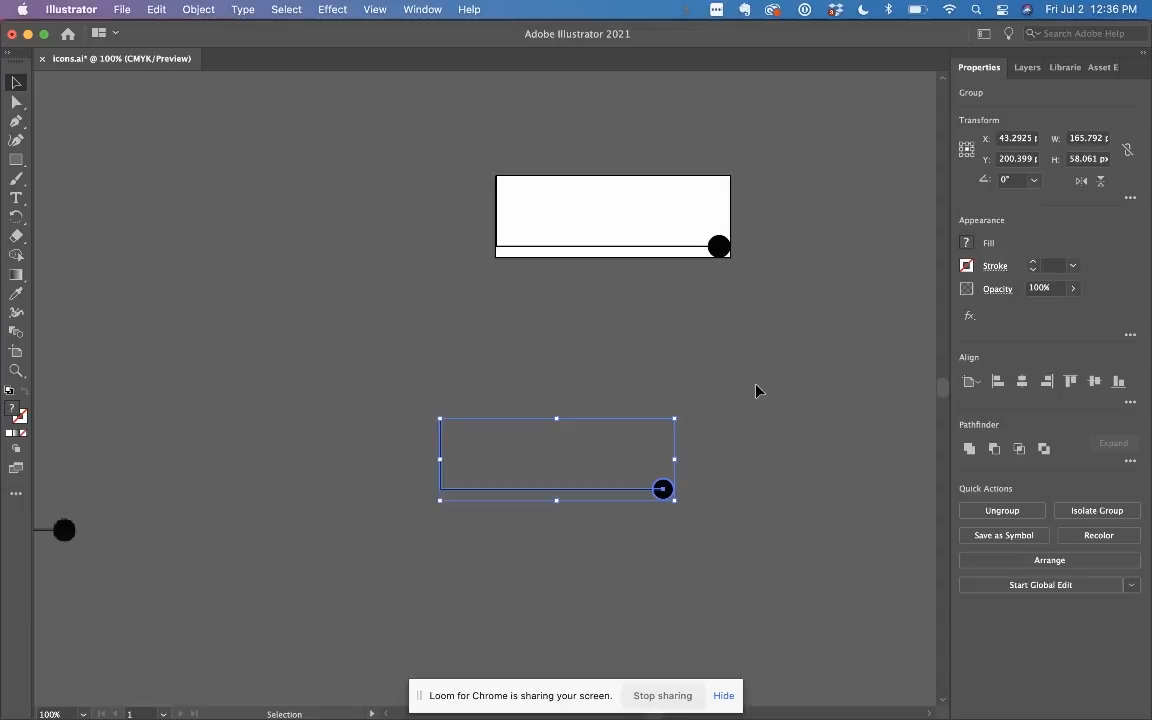 Illustrator File Edit Object Type Select Effect View Window Help Fri Jul 2 12:36 PM
Adobe Illustrator 2021
Search Adobe Help
icons.ai* @ 100% (CMYK/Preview)
Properties Layers Librarie Asset E
Group
Transform
X: 43.2925 W: 165.792
Y: 200.399 H: 58.061 px
0°
Appearance
? Fill
Stroke
Opacity 100%
fx.
Align
Pathfinder
Expand
Quick Actions
Ungroup Isolate Group
Save as Symbol Recolor
Arrange
Start Global Edit
Loom for Chrome is sharing your screen. Stop sharing Hide
100% 1 Selection